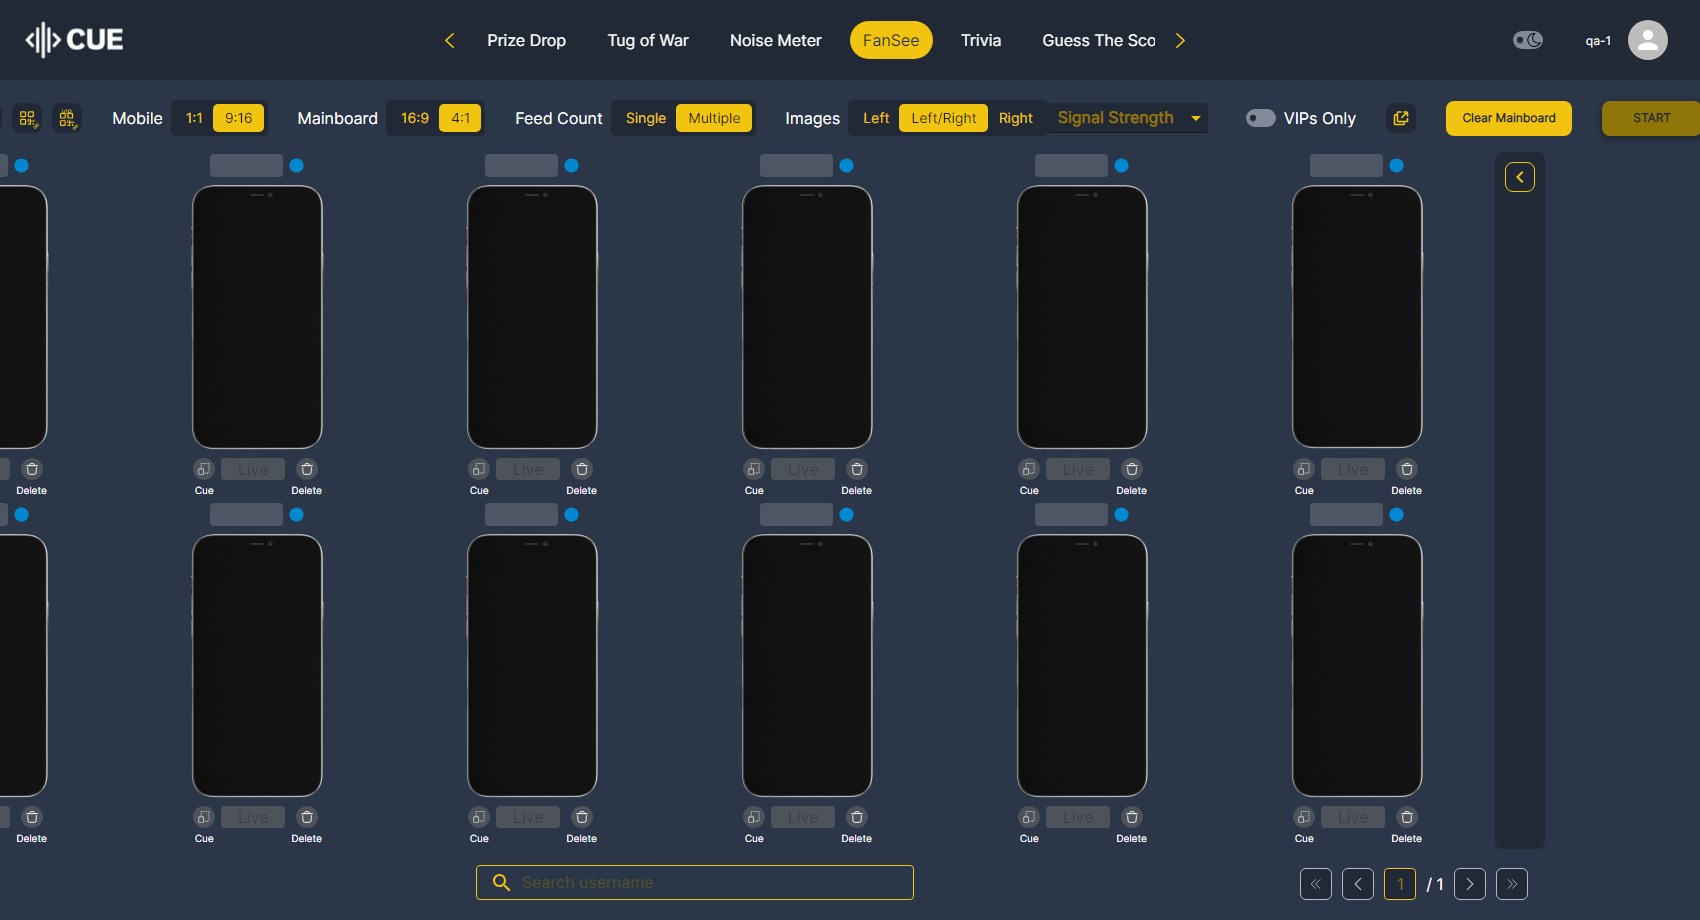 CUE
Prize Drop Tug of War Noise Meter FanSee Trivia Guess The Sco
qa-1
Mobile 1:1 9:16 Mainboard 16:9 4:1 Feed Count Single Multiple Images Left Left/Right Right Signal Strength VIPs Only Clear Mainboard START
Delete Cue Live Delete Cue Live Delete Cue Live Delete Cue Live Delete Cue Live Delete
Delete Cue Live Delete Cue Live Delete Cue Live Delete Cue Live Delete Cue Live Delete
Search username
1 / 1